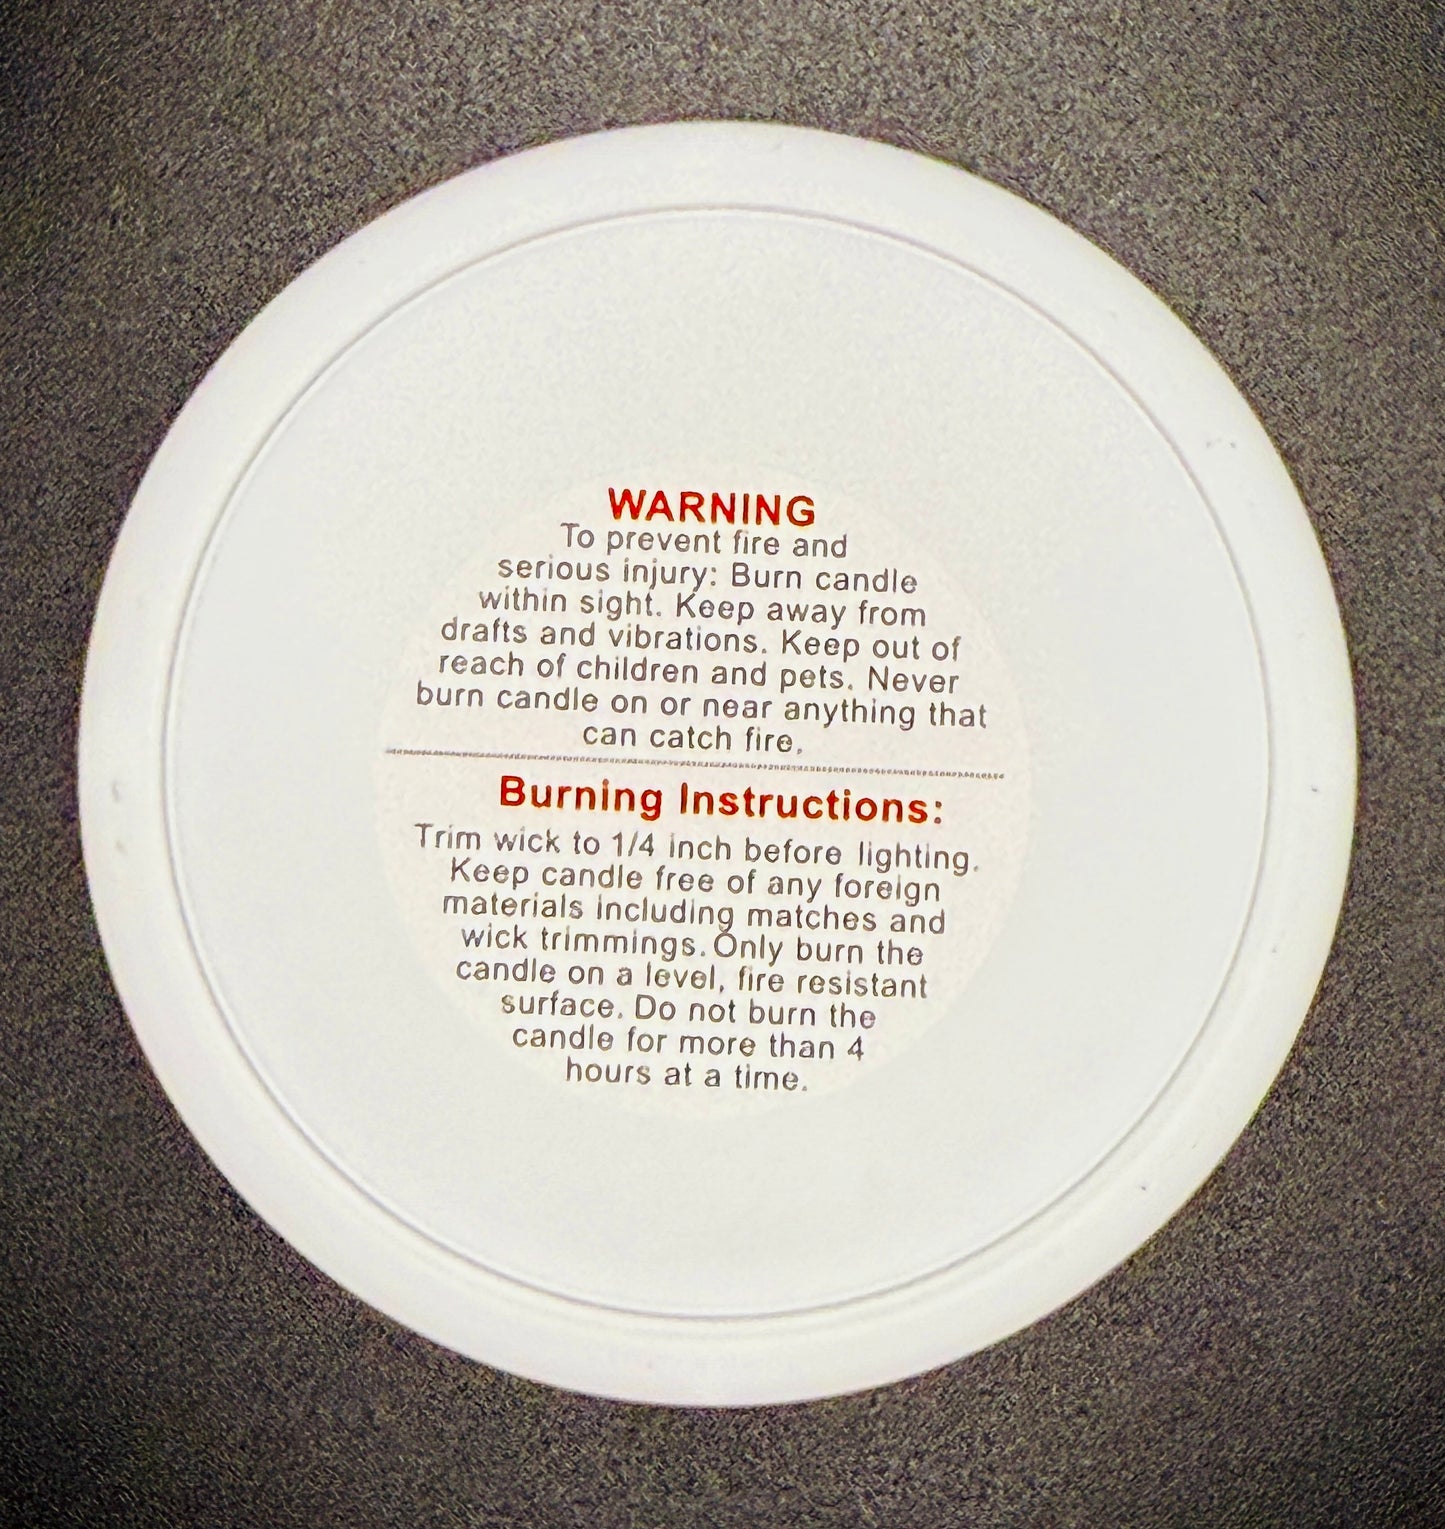 WARNING
To prevent fire and
serious injury: Burn candle
within sight. Keep away from
drafts and vibrations. Keep out of
reach of children and pets. Never
burn candle on or near anything that
can catch fire.
Burning Instructions:
Trim wick to 1/4 inch before lighting.
Keep candle free of any foreign
materials including matches and
wick trimmings. Only burn the
candle on a level, fire resistant
surface. Do not burn the
candle for more than 4
hours at a time.